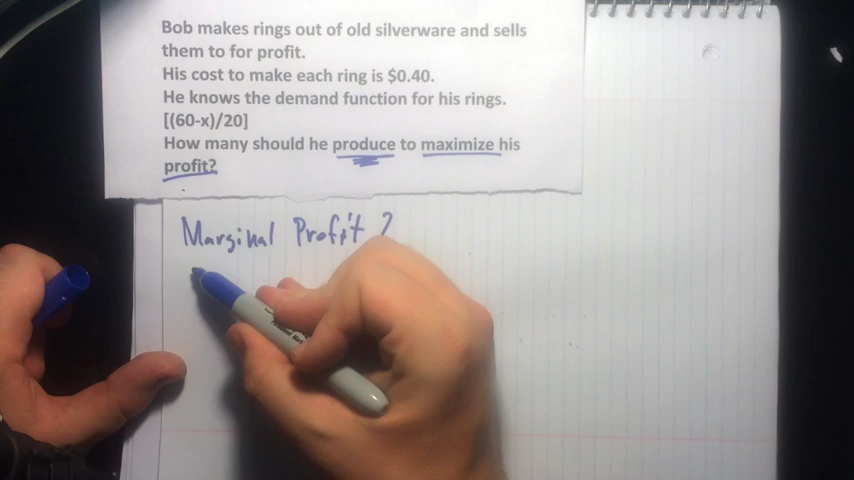 Bob makes rings out of old silverware and sells
them to for profit.
His cost to make each ring is $0.40.
He knows the demand function for his rings.
[(60-x)/20]
How many should he produce to maximize his
profit?
Marginal Profit ?